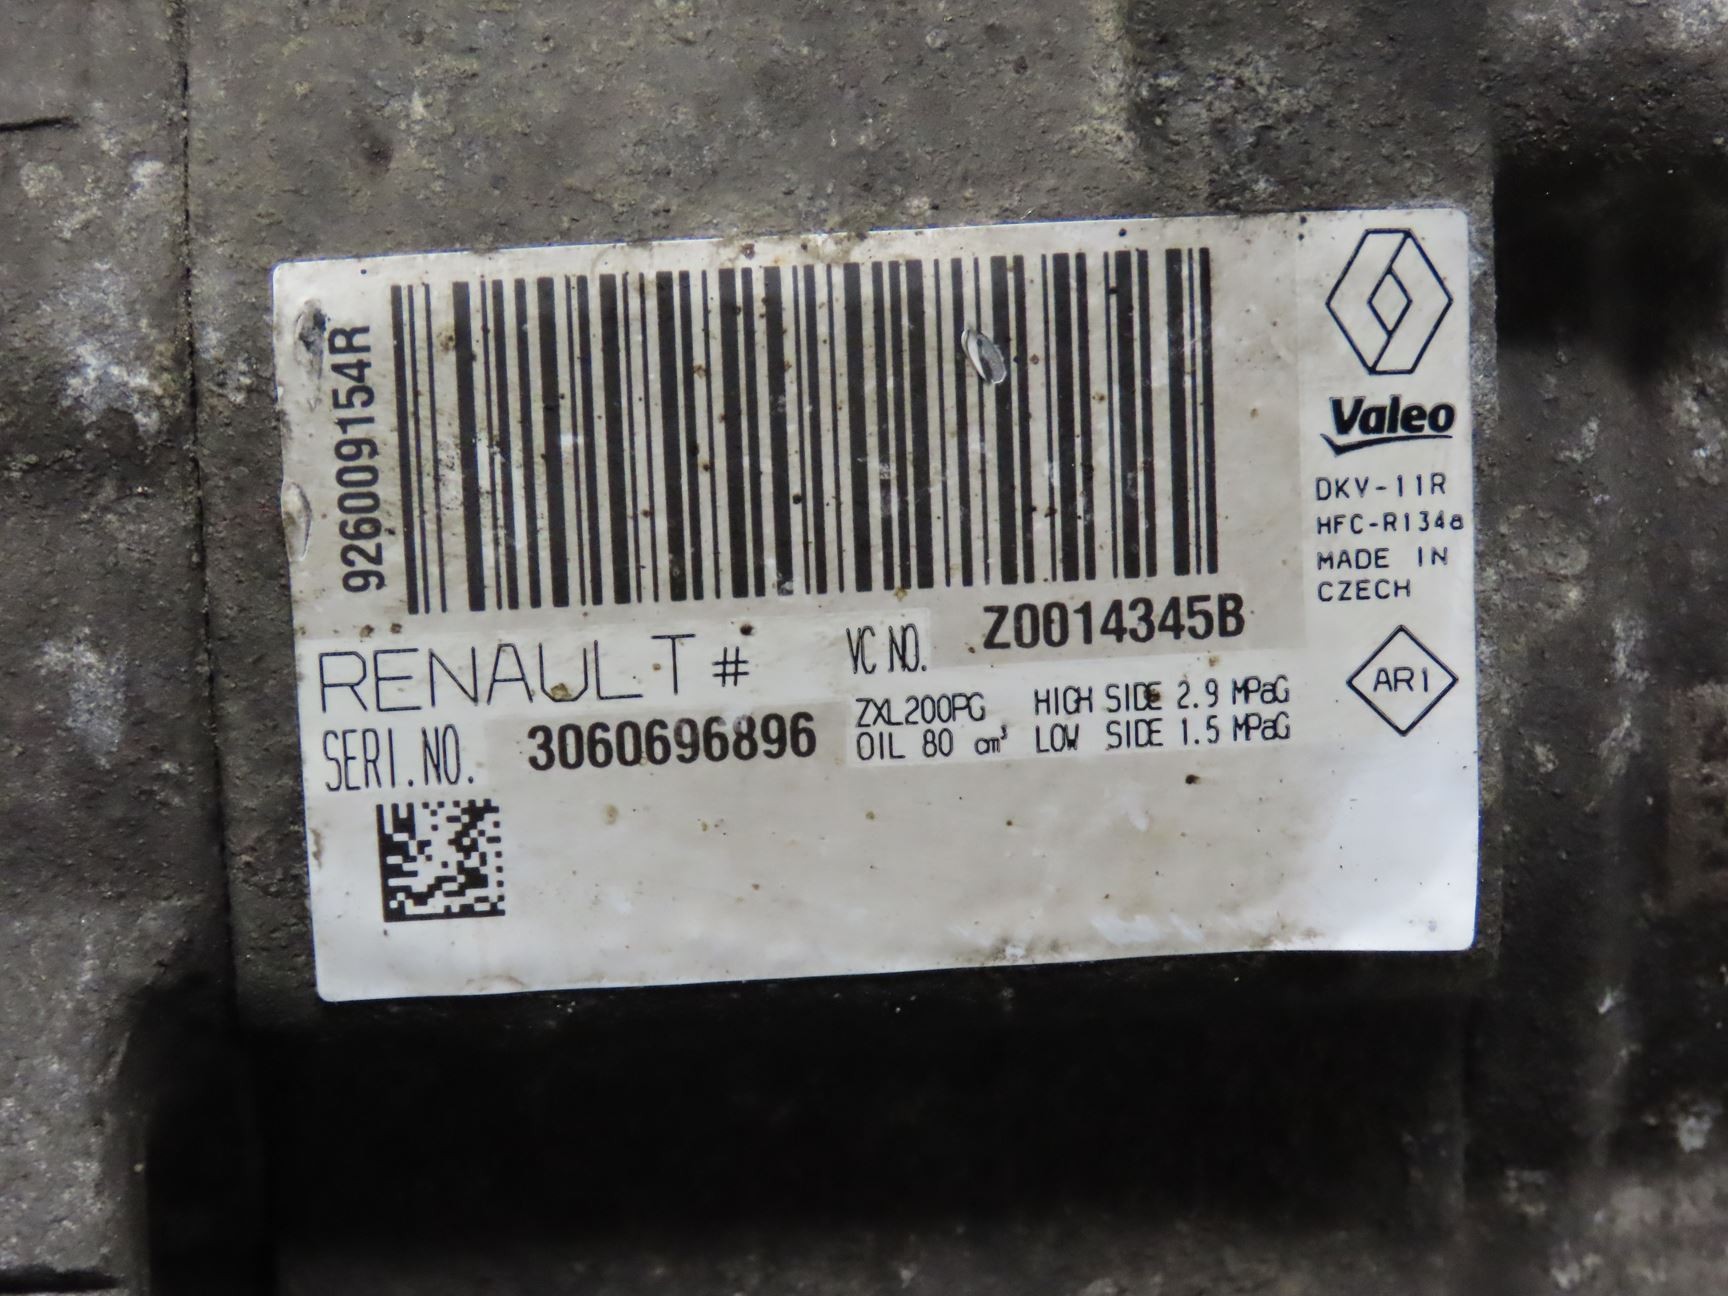 926009154R
RENAULT #
SERI.NO. 3060696896
VC NO. Z0014345B
ZXL200PG HIGH SIDE 2.9 MPaG
OIL 80 cm³ LOW SIDE 1.5 MPaG
Valeo
DKV-11R
HFC-R134a
MADE IN
CZECH
AR1